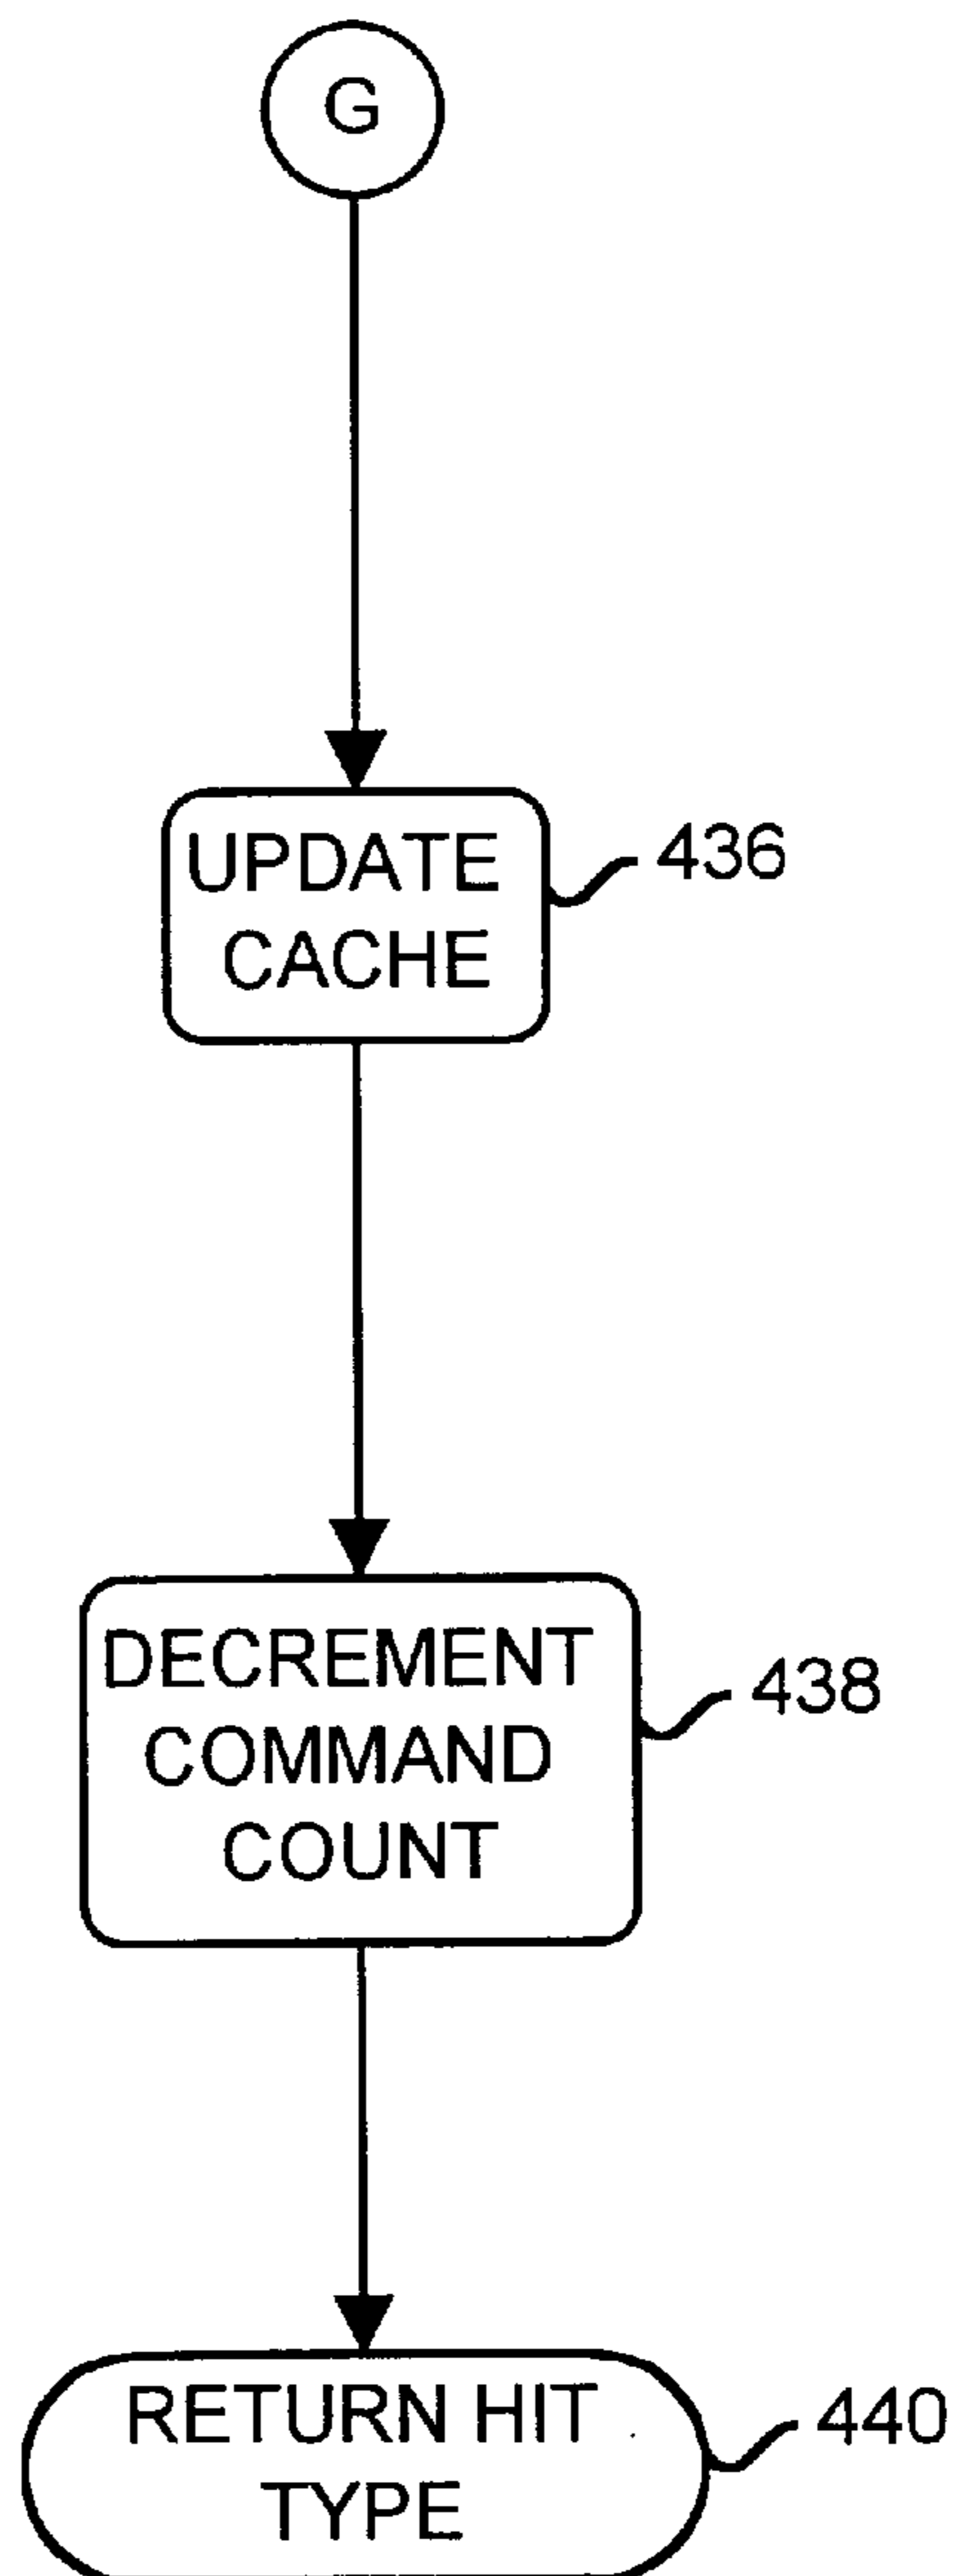 G
UPDATE
CACHE
436
DECREMENT
COMMAND
COUNT
438
RETURN HIT
TYPE
440